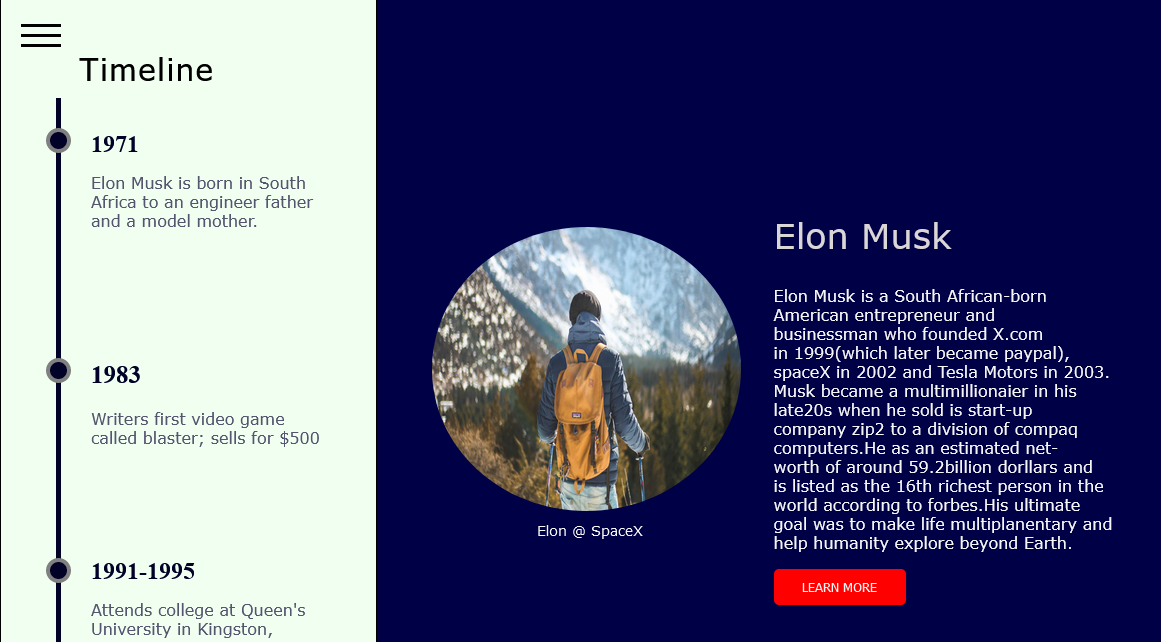 Timeline
1971
Elon Musk is born in South
Africa to an engineer father
and a model mother.
1983
Writers first video game
called blaster; sells for $500
1991-1995
Attends college at Queen's
University in Kingston,
Elon Musk
Elon Musk is a South African-born
American entrepreneur and
businessman who founded X.com
in 1999(which later became paypal),
spaceX in 2002 and Tesla Motors in 2003.
Musk became a multimillionaier in his
late20s when he sold is start-up
company zip2 to a division of compaq
computers.He as an estimated net-
worth of around 59.2billion dorllars and
is listed as the 16th richest person in the
world according to forbes.His ultimate
goal was to make life multiplanentary and
help humanity explore beyond Earth.
Elon @ SpaceX
LEARN MORE